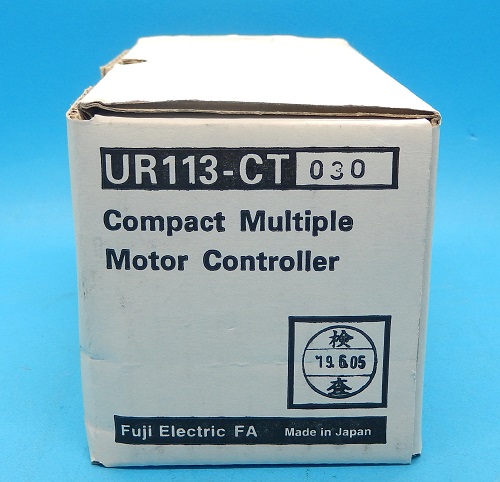 UR113-CT 030
Compact Multiple
Motor Controller
検
'19.6.05
査
Fuji Electric FA Made in Japan